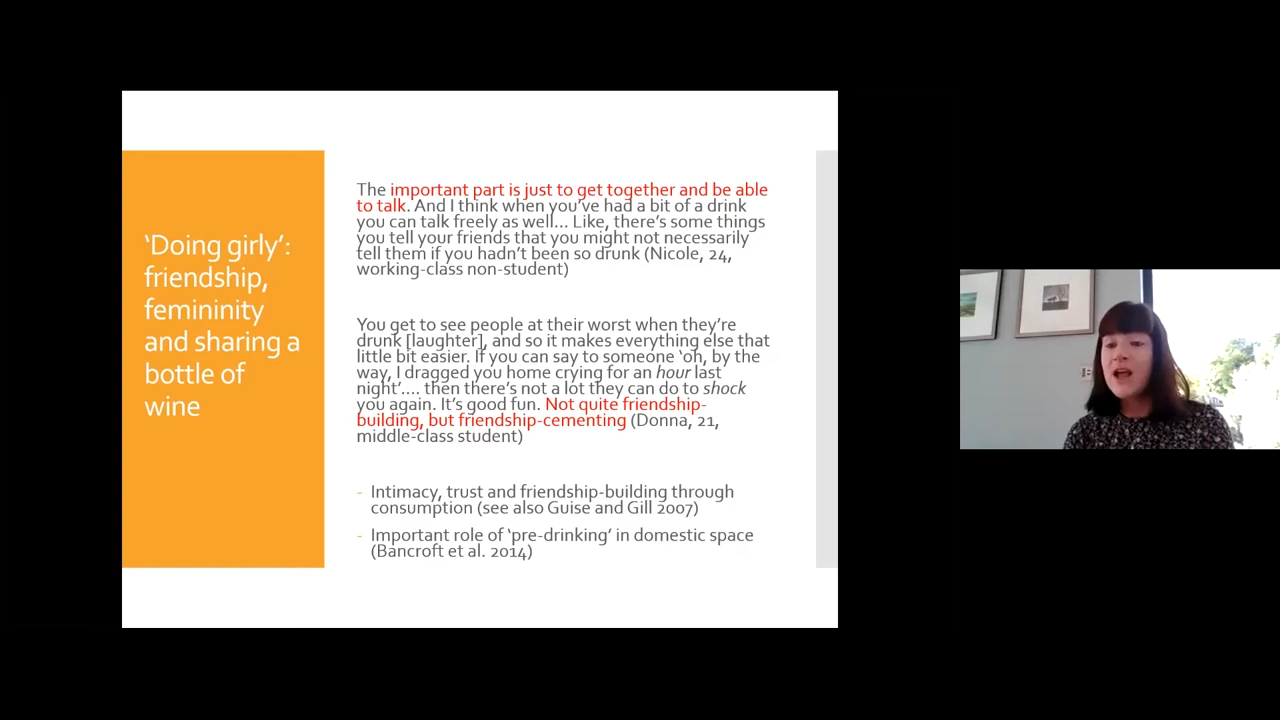 ‘Doing girly’:
friendship,
femininity
and sharing a
bottle of
wine
The important part is just to get together and be able
to talk. And I think when you’ve had a bit of a drink
you can talk freely as well... Like, there’s some things
you tell your friends that you might not necessarily
tell them if you hadn’t been so drunk (Nicole, 24,
working-class non-student)
You get to see people at their worst when they’re
drunk [laughter], and so it makes everything else that
little bit easier. If you can say to someone ‘oh, by the
way, I dragged you home crying for an hour last
night’.... then there’s not a lot they can do to shock
you again. It’s good fun. Not quite friendship-
building, but friendship-cementing (Donna, 21,
middle-class student)
- Intimacy, trust and friendship-building through
consumption (see also Guise and Gill 2007)
- Important role of ‘pre-drinking’ in domestic space
(Bancroft et al. 2014)